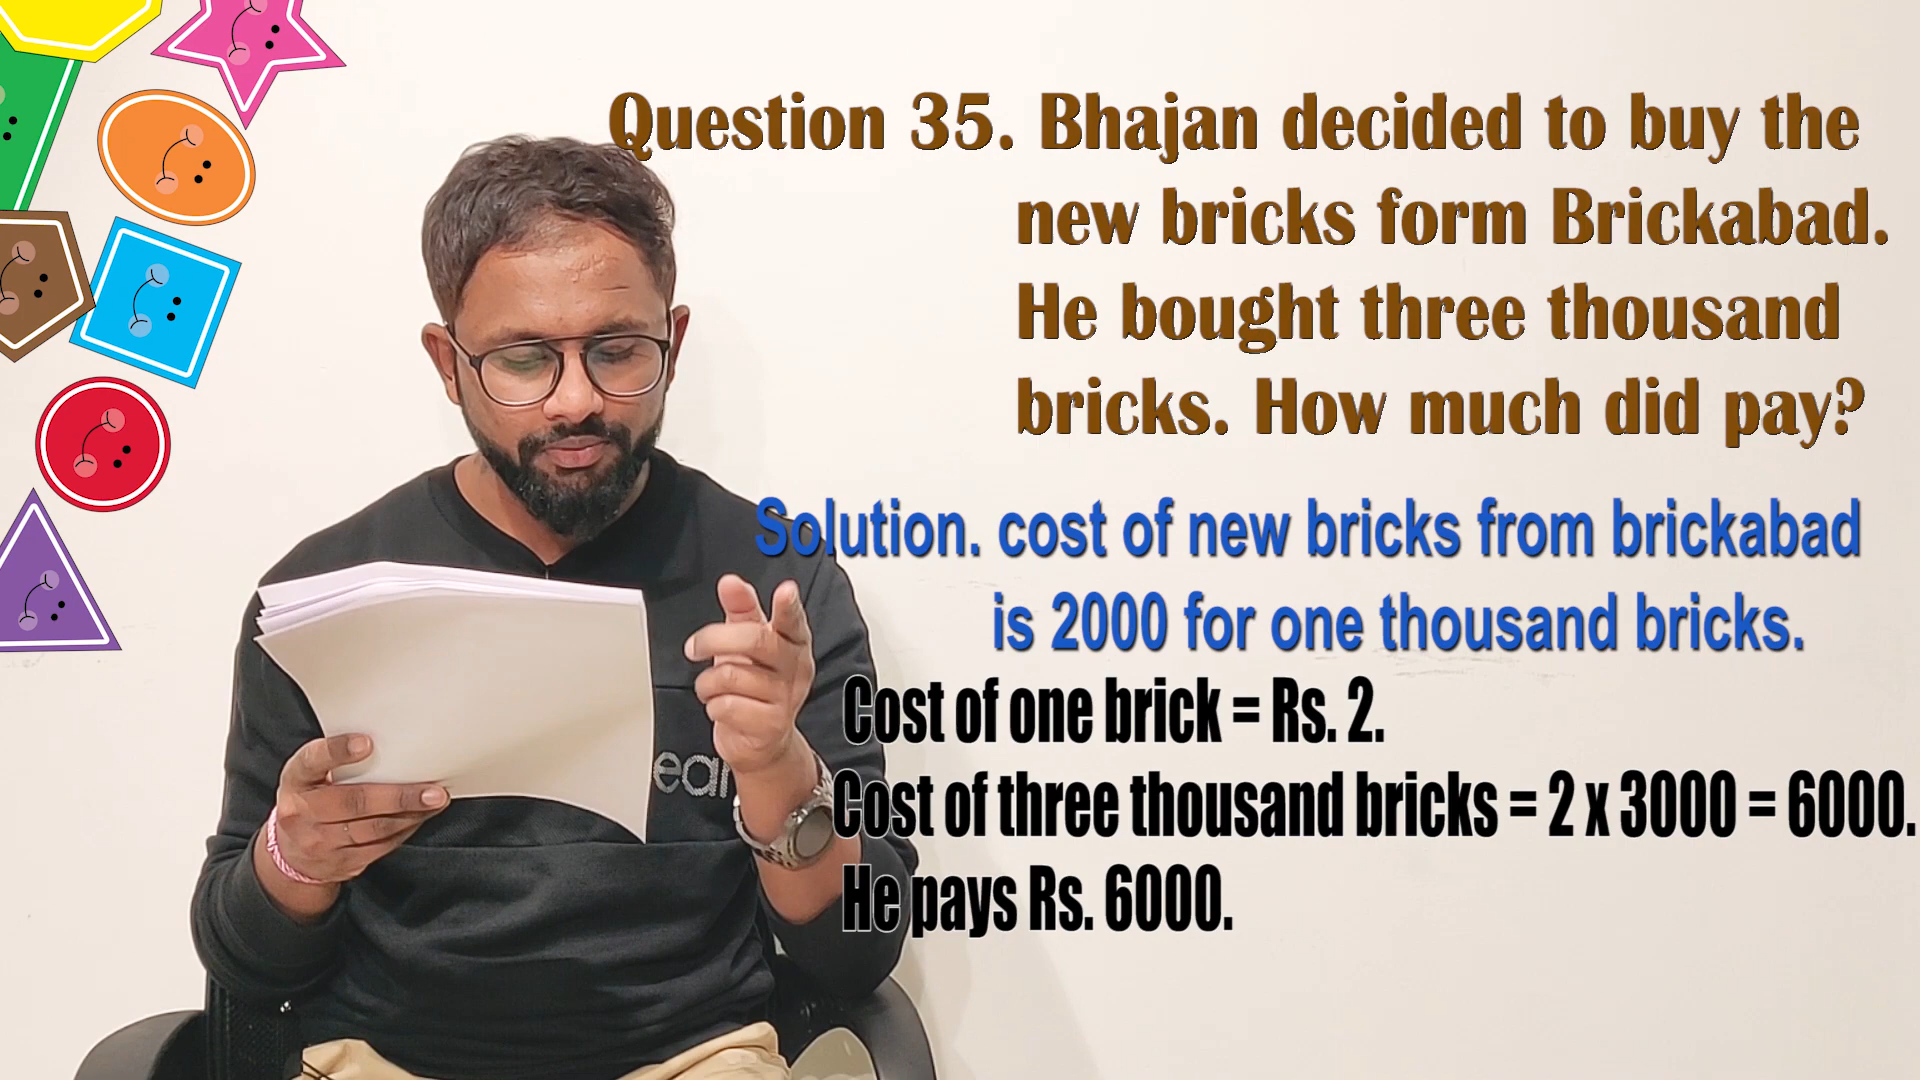 Question 35. Bhajan decided to buy the
new bricks form Brickabad.
He bought three thousand
bricks. How much did pay?
Solution. cost of new bricks from brickabad
is 2000 for one thousand bricks.
Cost of one brick = Rs. 2.
Cost of three thousand bricks = 2 x 3000 = 6000.
He pays Rs. 6000.